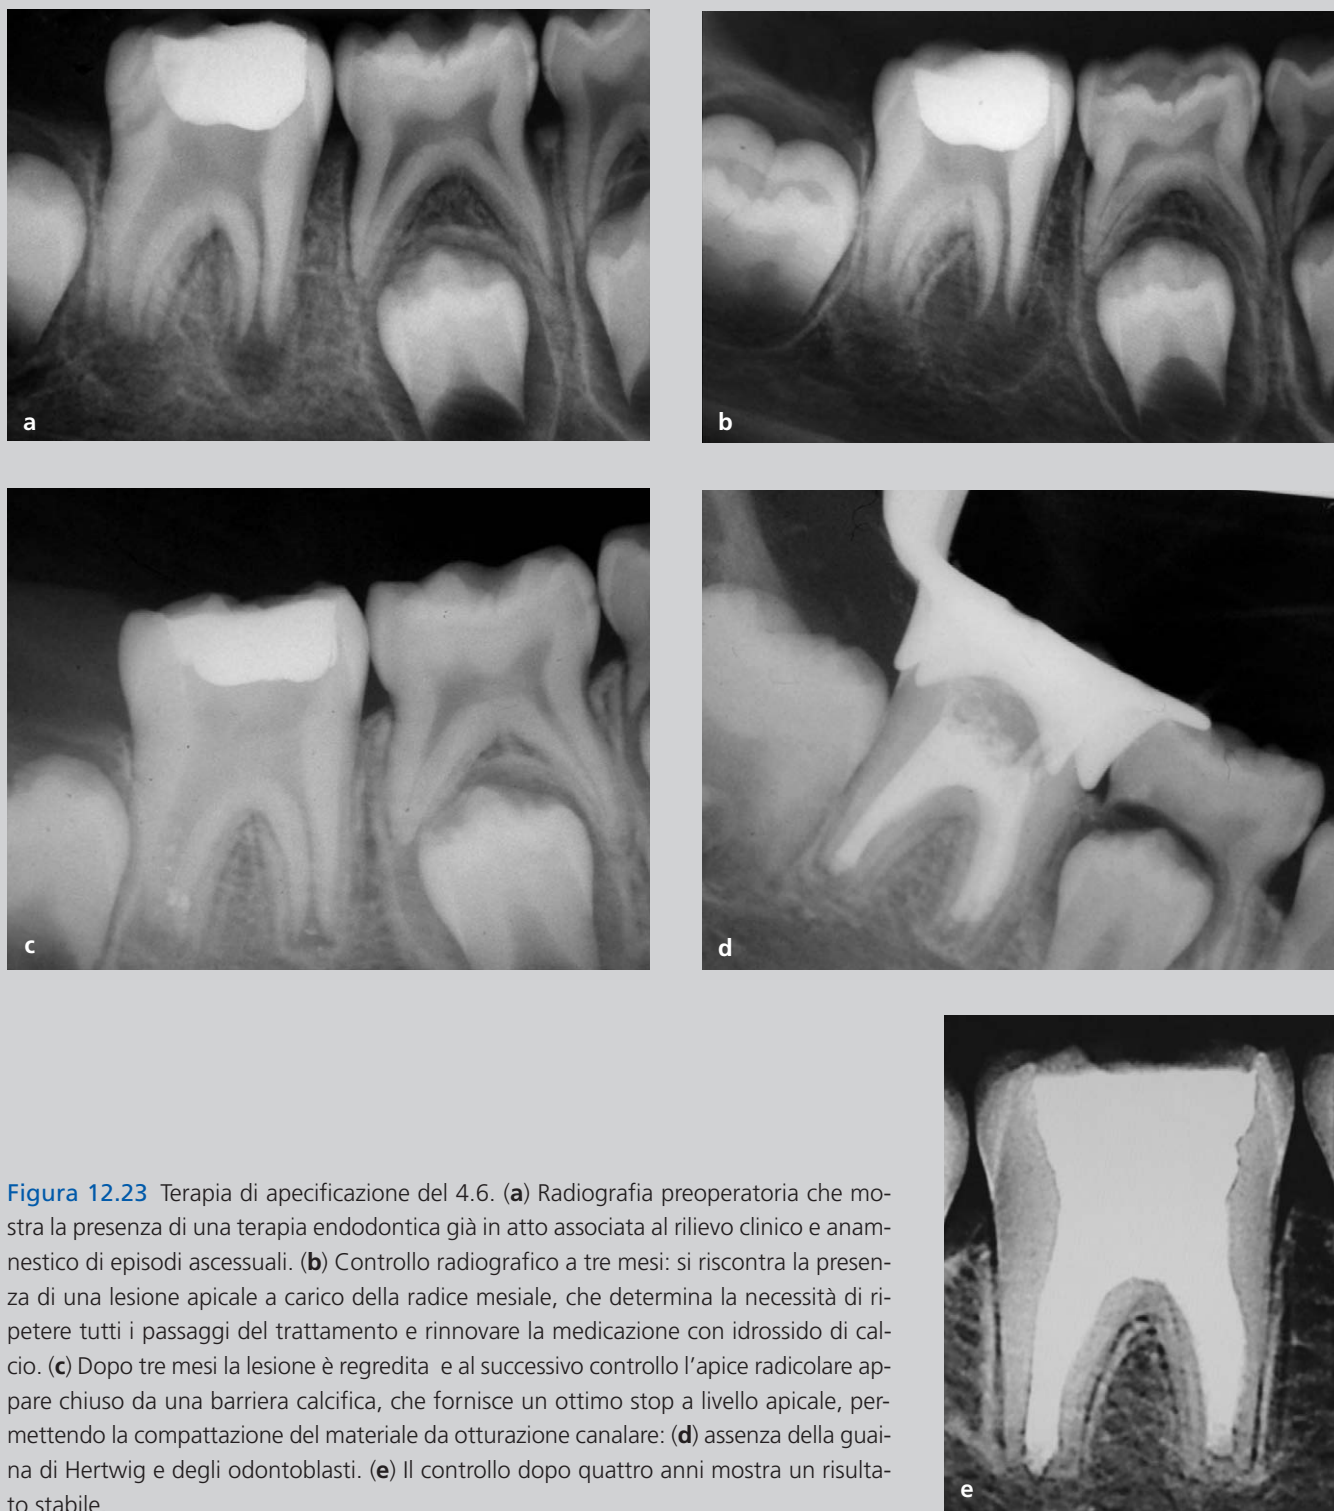 a
b
c
d
e
Figura 12.23 Terapia di apecificazione del 4.6. (a) Radiografia preoperatoria che mo-
stra la presenza di una terapia endodontica già in atto associata al rilievo clinico e anam-
nestico di episodi ascessuali. (b) Controllo radiografico a tre mesi: si riscontra la presen-
za di una lesione apicale a carico della radice mesiale, che determina la necessità di ri-
petere tutti i passaggi del trattamento e rinnovare la medicazione con idrossido di cal-
cio. (c) Dopo tre mesi la lesione è regredita e al successivo controllo l'apice radicolare ap-
pare chiuso da una barriera calcifica, che fornisce un ottimo stop a livello apicale, per-
mettendo la compattazione del materiale da otturazione canalare: (d) assenza della guai-
na di Hertwig e degli odontoblasti. (e) Il controllo dopo quattro anni mostra un risulta-
to stabile